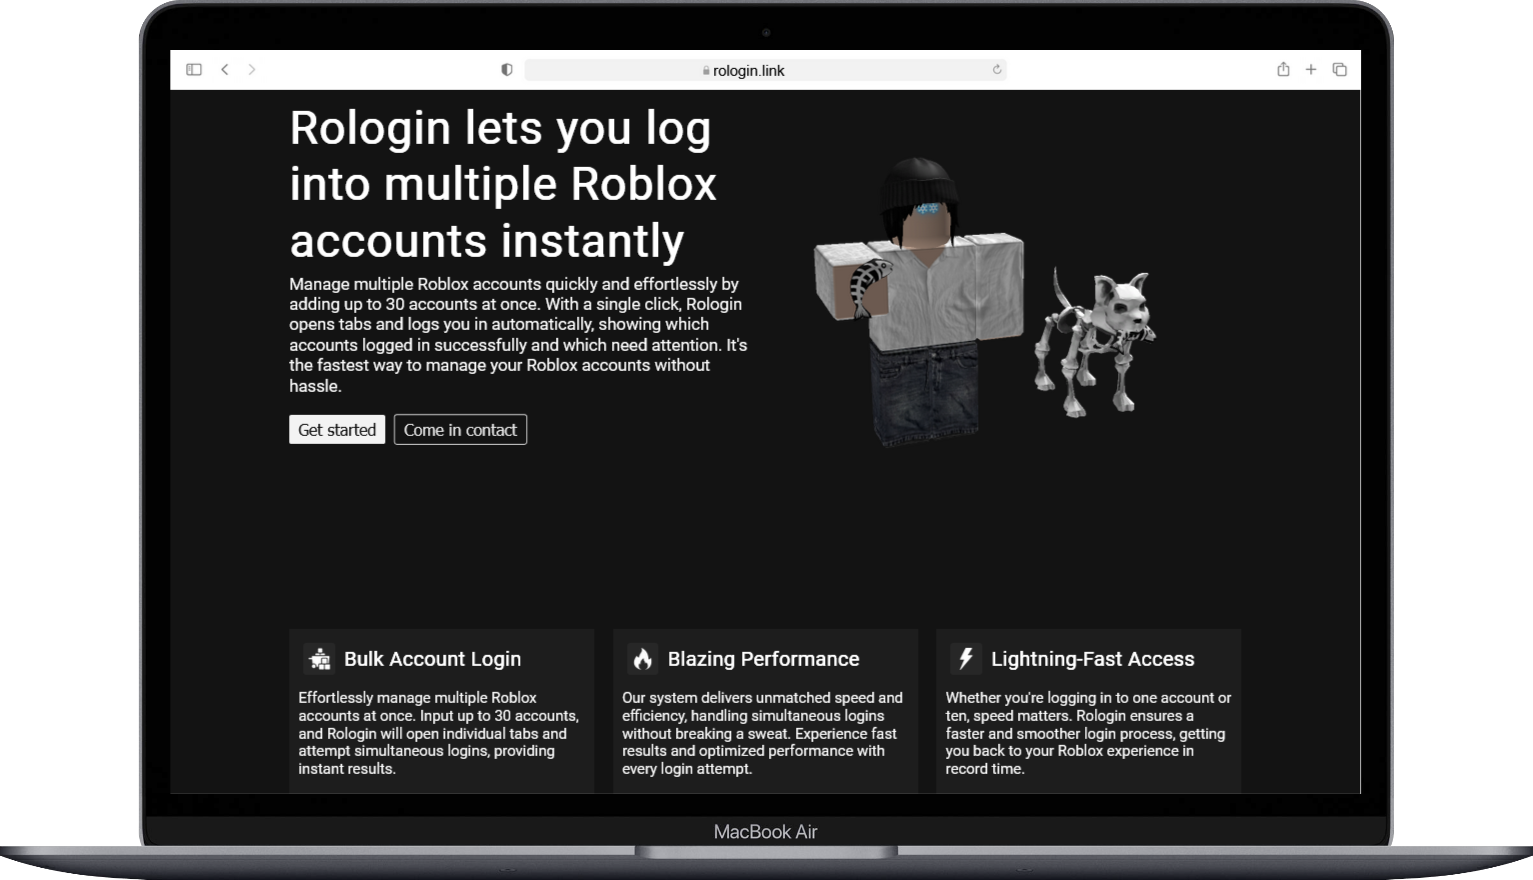 rologin.link
Rologin lets you log
into multiple Roblox
accounts instantly
Manage multiple Roblox accounts quickly and effortlessly by
adding up to 30 accounts at once. With a single click, Rologin
opens tabs and logs you in automatically, showing which
accounts logged in successfully and which need attention. It's
the fastest way to manage your Roblox accounts without
hassle.
Get started
Come in contact
Bulk Account Login
Effortlessly manage multiple Roblox
accounts at once. Input up to 30 accounts,
and Rologin will open individual tabs and
attempt simultaneous logins, providing
instant results.
Blazing Performance
Our system delivers unmatched speed and
efficiency, handling simultaneous logins
without breaking a sweat. Experience fast
results and optimized performance with
every login attempt.
Lightning-Fast Access
Whether you're logging in to one account or
ten, speed matters. Rologin ensures a
faster and smoother login process, getting
you back to your Roblox experience in
record time.
MacBook Air